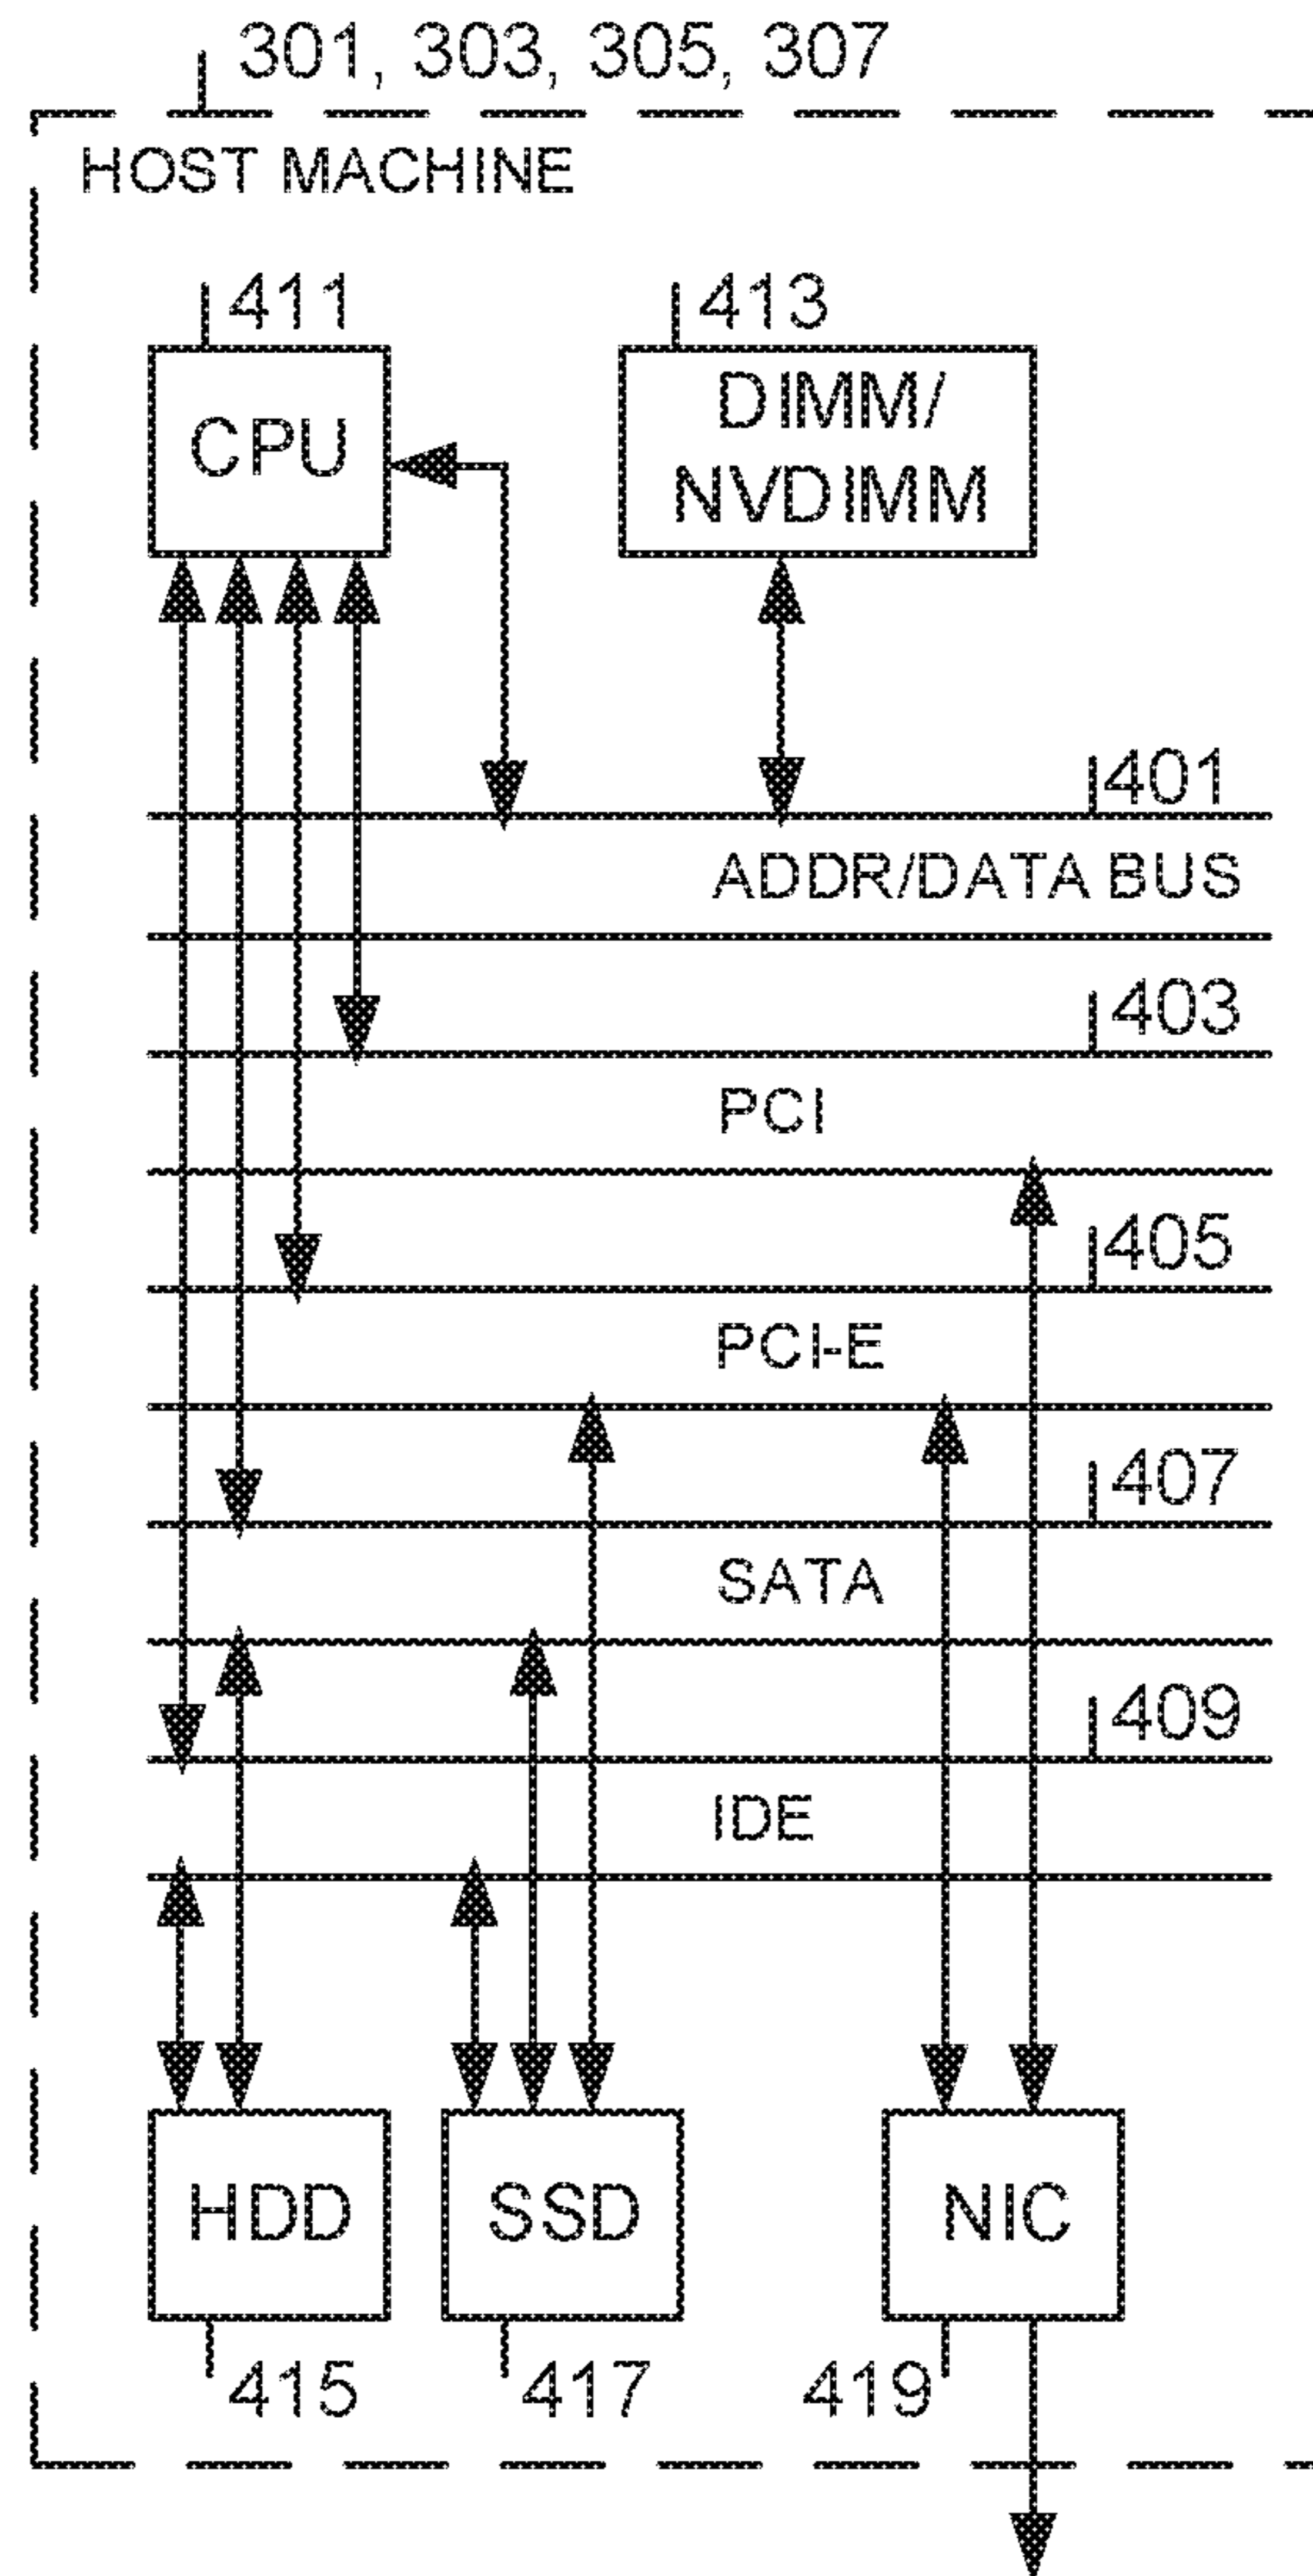 301, 303, 305, 307
HOST MACHINE
411
413
CPU
DIMM/
NVDIMM
401
ADDR/DATA BUS
403
PCI
405
PCI-E
407
SATA
409
IDE
HDD
SSD
NIC
415
417
419